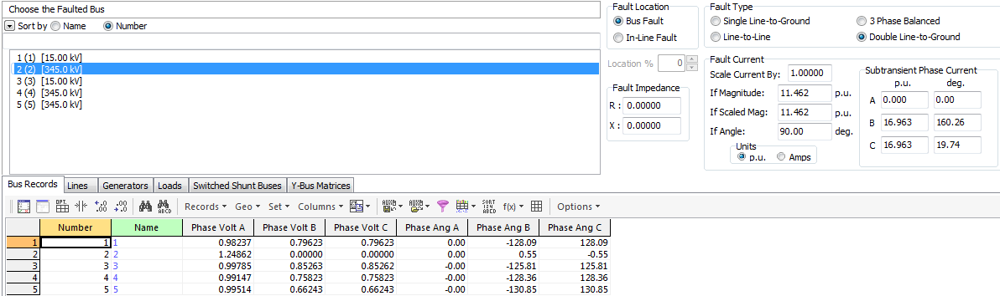 Choose the Faulted Bus
Sort by Name Number
1 (1) [15.00 kV]
2 (2) [345.0 kV]
3 (3) [15.00 kV]
4 (4) [345.0 kV]
5 (5) [345.0 kV]
Fault Location
Bus Fault
In-Line Fault
Location % 0
Fault Impedance
R : 0.00000
X : 0.00000
Fault Type
Single Line-to-Ground 3 Phase Balanced
Line-to-Line Double Line-to-Ground
Fault Current
Scale Current By: 1.00000
If Magnitude: 11.462 p.u.
If Scaled Mag: 11.462 p.u.
If Angle: 90.00 deg.
Units
p.u. Amps
Subtransient Phase Current
p.u. deg.
A 0.000 0.00
B 16.963 160.26
C 16.963 19.74
Bus Records Lines Generators Loads Switched Shunt Buses Y-Bus Matrices
Records Geo Set Columns f(x) Options
Number Name Phase Volt A Phase Volt B Phase Volt C Phase Ang A Phase Ang B Phase Ang C
1 1 1 0.98237 0.79623 0.79623 0.00 -128.09 128.09
2 2 2 1.24862 0.00000 0.00000 0.00 0.55 -0.55
3 3 3 0.99785 0.85263 0.85262 -0.00 -125.81 125.81
4 4 4 0.99147 0.75823 0.75823 -0.00 -128.36 128.36
5 5 5 0.99514 0.66243 0.66243 -0.00 -130.85 130.85